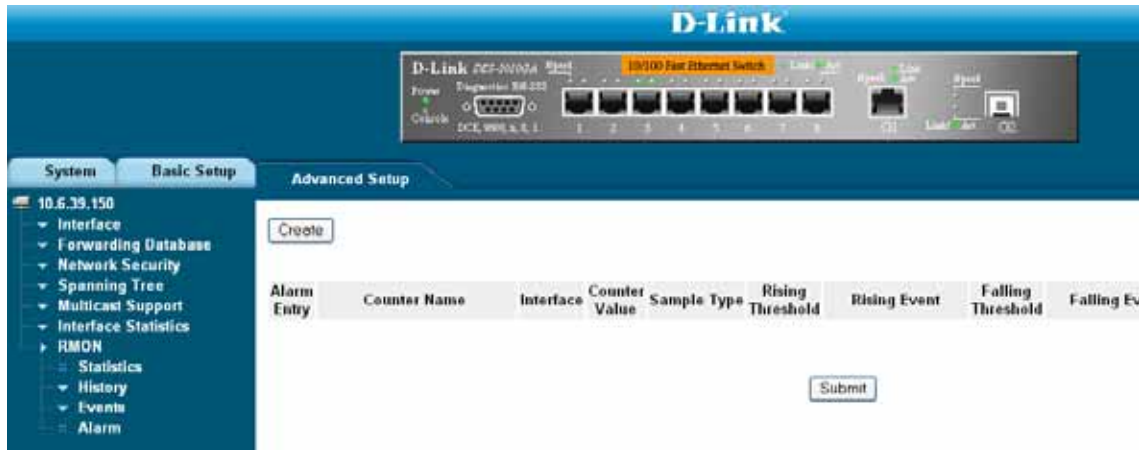 D-Link
D-Link
10/100 Fast Ethernet Switch
Power
Console
1 2 3 4 5 6 7 8
System Basic Setup Advanced Setup
10.6.39.150
Interface
Forwarding Database
Network Security
Spanning Tree
Multicast Support
Interface Statistics
RMON
Statistics
History
Events
Alarm
Create
Alarm Entry Counter Name Interface Counter Value Sample Type Rising Threshold Rising Event Falling Threshold Falling Ev
Submit